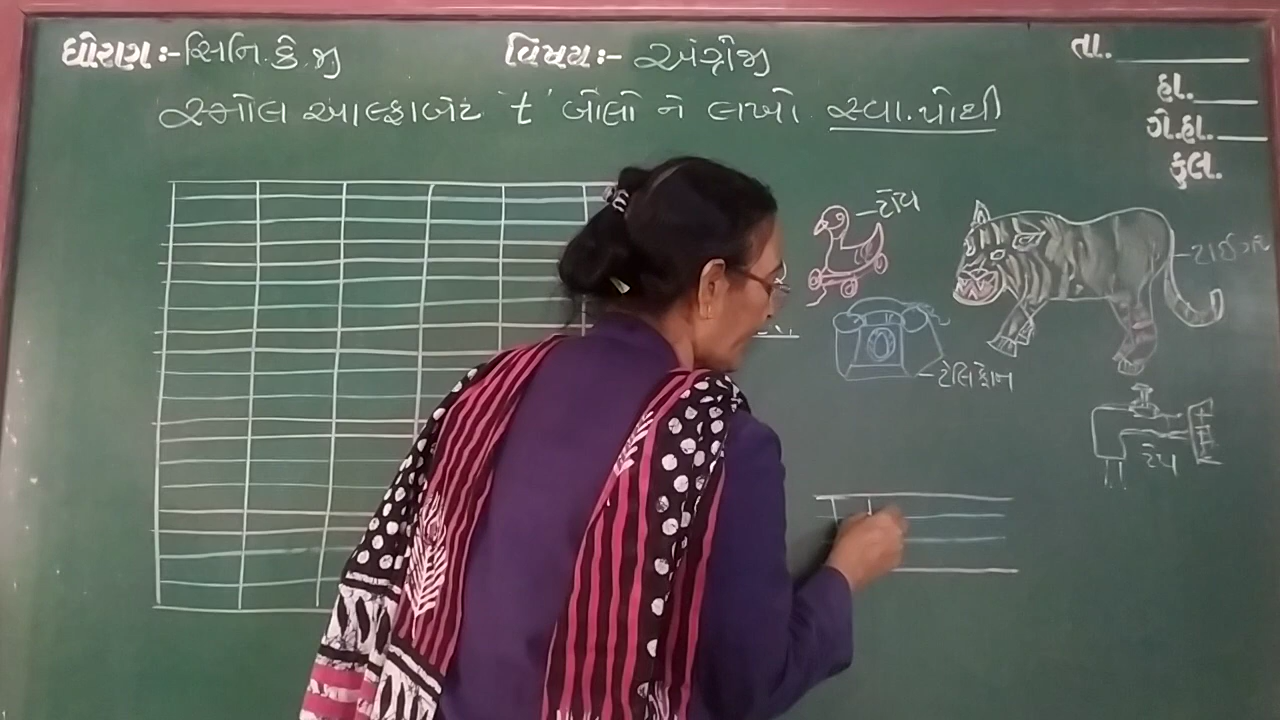 ધોરણ :- સિનિ. કે. જી
વિષય :- અંગ્રેજી
તા.
હા.
ગે.હા.
કુલ.
સ્મોલ આલ્ફાબેટ 't' બોલો ને લખો સ્વા.પોથી
ટોય
ટાઈગર
ટેલિફોન
ટેપ